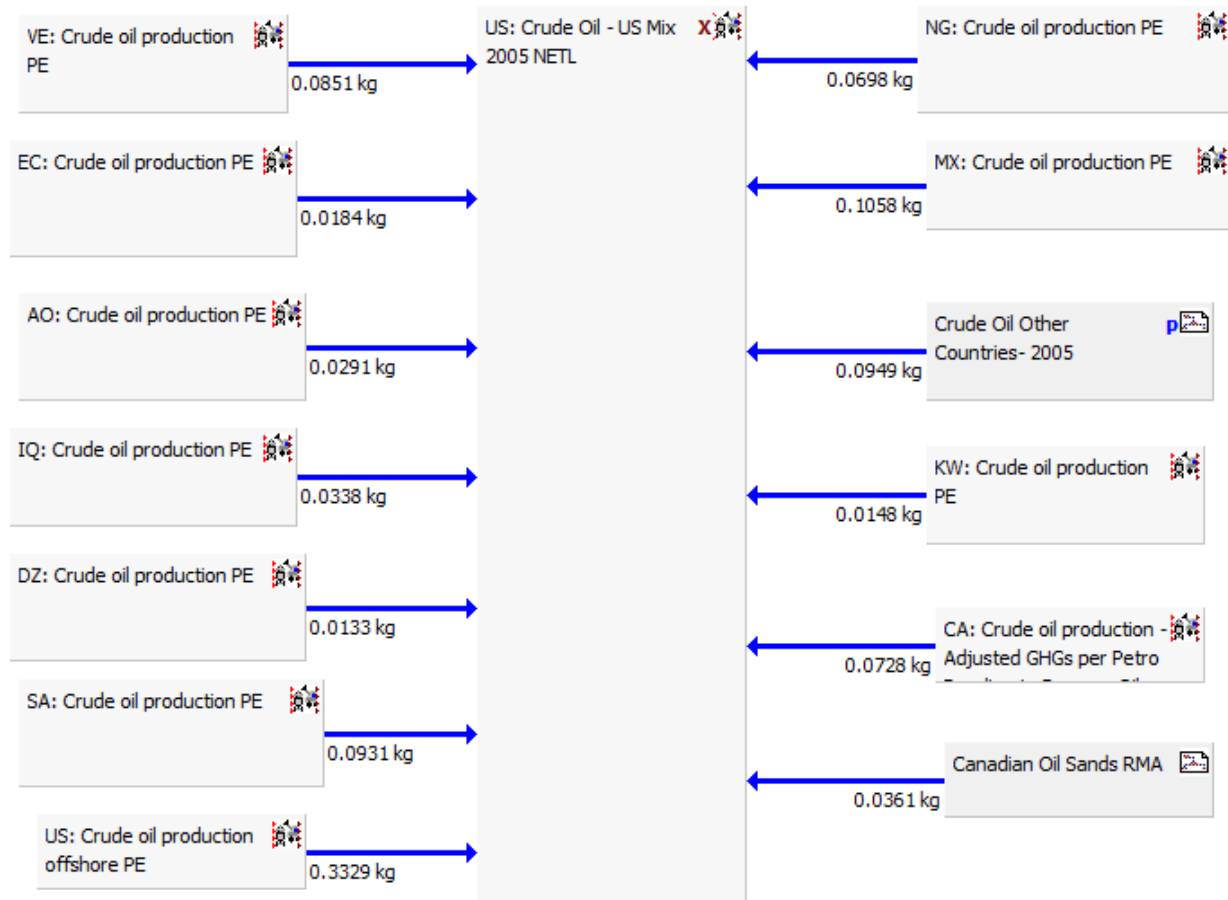 VE: Crude oil production
PE
0.0851 kg
EC: Crude oil production PE
0.0184 kg
AO: Crude oil production PE
0.0291 kg
IQ: Crude oil production PE
0.0338 kg
DZ: Crude oil production PE
0.0133 kg
SA: Crude oil production PE
0.0931 kg
US: Crude oil production
offshore PE
0.3329 kg
US: Crude Oil - US Mix X
2005 NETL
NG: Crude oil production PE
0.0698 kg
MX: Crude oil production PE
0.1058 kg
Crude Oil Other p
Countries- 2005
0.0949 kg
KW: Crude oil production
PE
0.0148 kg
CA: Crude oil production -
Adjusted GHGs per Petro
0.0728 kg
Canadian Oil Sands RMA
0.0361 kg